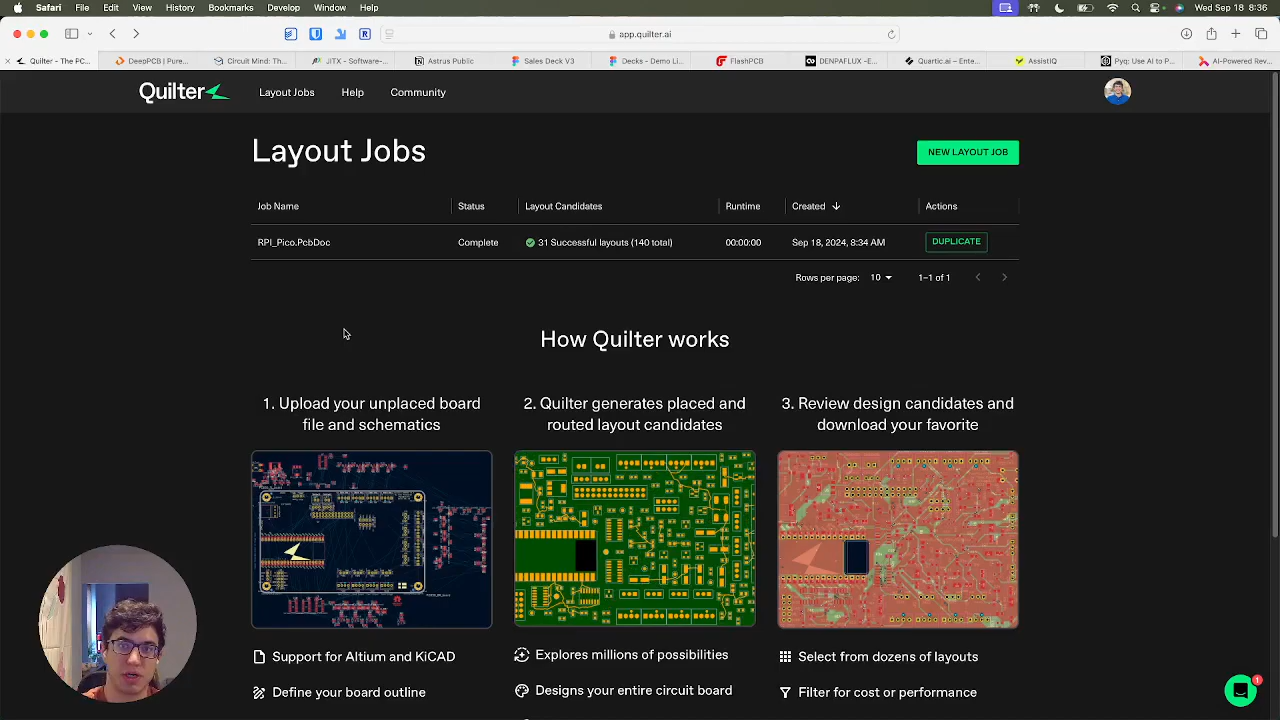 Safari File Edit View History Bookmarks Develop Window Help Wed Sep 18 8:36
app.quilter.ai
Quilter - The PC... DeepPCB | Pure... Circuit Mind: Th... JITX - Software-... Astrus Public Sales Deck V3 Decks - Demo Li... FlashPCB DENPAFLUX - ... Quartic.ai – Ente... AssistIQ Pyq: Use AI to P... AI-Powered Rev...
Quilter Layout Jobs Help Community
Layout Jobs
NEW LAYOUT JOB
Job Name Status Layout Candidates Runtime Created Actions
RPI_Pico.PcbDoc Complete 31 Successful layouts (140 total) 00:00:00 Sep 18, 2024, 8:34 AM DUPLICATE
Rows per page: 10 1–1 of 1
How Quilter works
1. Upload your unplaced board
file and schematics
2. Quilter generates placed and
routed layout candidates
3. Review design candidates and
download your favorite
Support for Altium and KiCAD
Explores millions of possibilities
Select from dozens of layouts
Define your board outline
Designs your entire circuit board
Filter for cost or performance
1